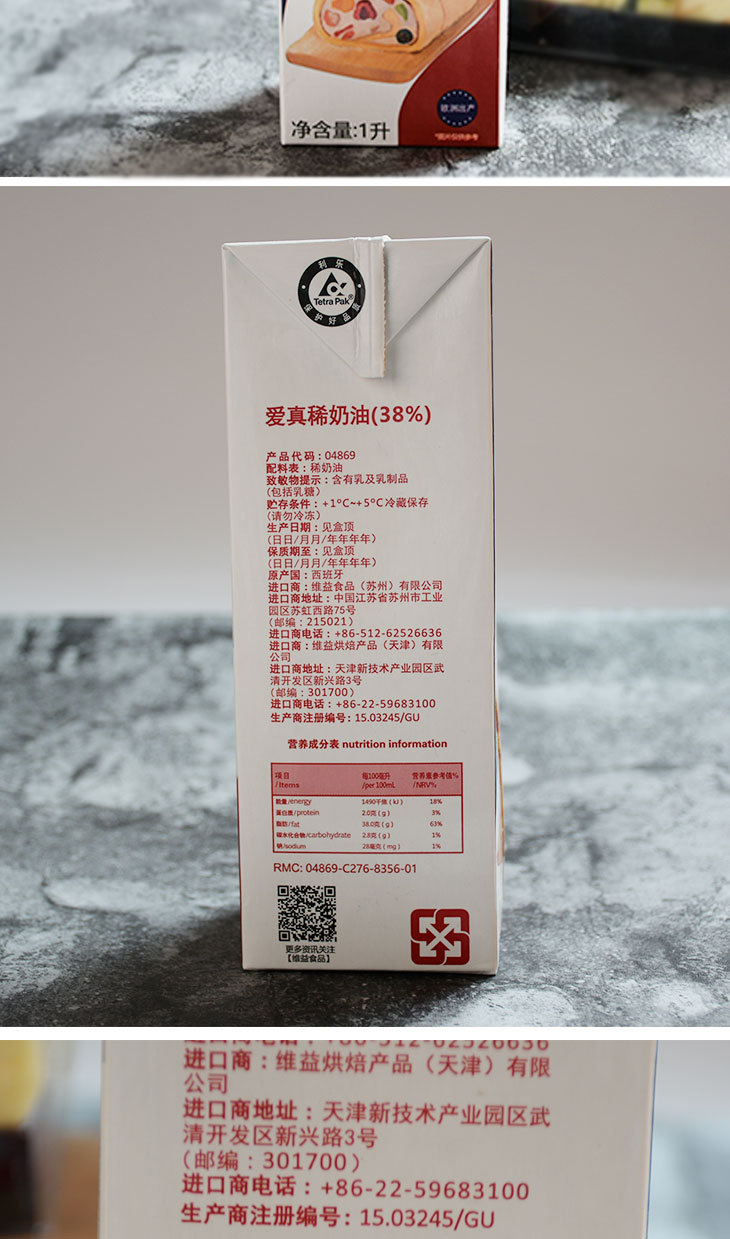 净含量:1升
欧洲出产
*图片仅供参考
利乐
Tetra Pak®
保护好品质
爱真稀奶油(38%)
产品代码：04869
配料表：稀奶油
致敏物提示：含有乳及乳制品
(包括乳糖)
贮存条件：+1°C~+5°C 冷藏保存
(请勿冷冻)
生产日期：见盒顶
(日日/月月/年年年年)
保质期至：见盒顶
(日日/月月/年年年年)
原产国：西班牙
进口商：维益食品（苏州）有限公司
进口商地址：中国江苏省苏州市工业
园区苏虹西路75号
(邮编：215021)
进口商电话：+86-512-62526636
进口商：维益烘焙产品（天津）有限
公司
进口商地址：天津新技术产业园区武
清开发区新兴路3号
(邮编：301700)
进口商电话：+86-22-59683100
生产商注册编号: 15.03245/GU
营养成分表 nutrition information
项目 每100毫升 营养素参考值%
/Items /per 100mL /NRV%
能量/energy 1490千焦 ( kJ ) 18%
蛋白质/protein 2.0克 ( g ) 3%
脂肪/fat 38.0克 ( g ) 63%
碳水化合物/carbohydrate 2.8克 ( g ) 1%
钠/sodium 28毫克 ( mg ) 1%
RMC: 04869-C276-8356-01
更多资讯关注
【维益食品】
进口商电话：+86-512-62526636
进口商：维益烘焙产品（天津）有限
公司
进口商地址：天津新技术产业园区武
清开发区新兴路3号
(邮编：301700)
进口商电话：+86-22-59683100
生产商注册编号: 15.03245/GU